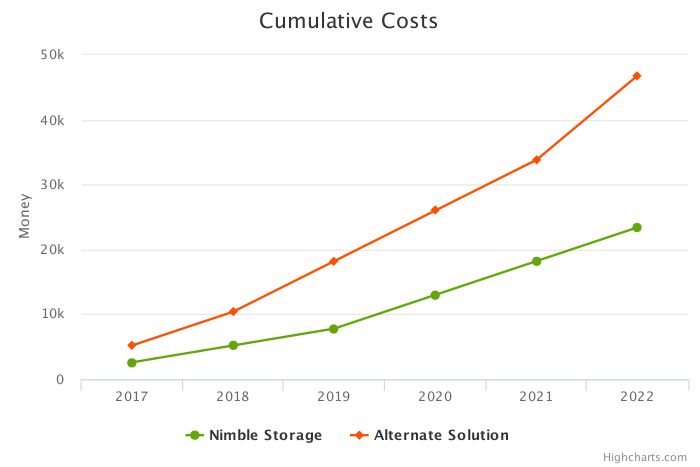 Cumulative Costs
50k
40k
30k
20k
10k
0
Money
2017 2018 2019 2020 2021 2022
Nimble Storage Alternate Solution
Highcharts.com